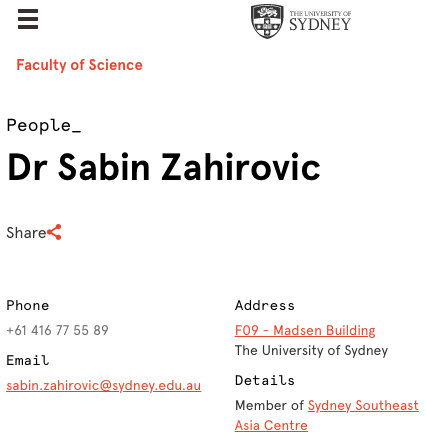 THE UNIVERSITY OF
SYDNEY
Faculty of Science
People_
Dr Sabin Zahirovic
Share
Phone
+61 416 77 55 89
Email
sabin.zahirovic@sydney.edu.au
Address
F09 - Madsen Building
The University of Sydney
Details
Member of Sydney Southeast
Asia Centre